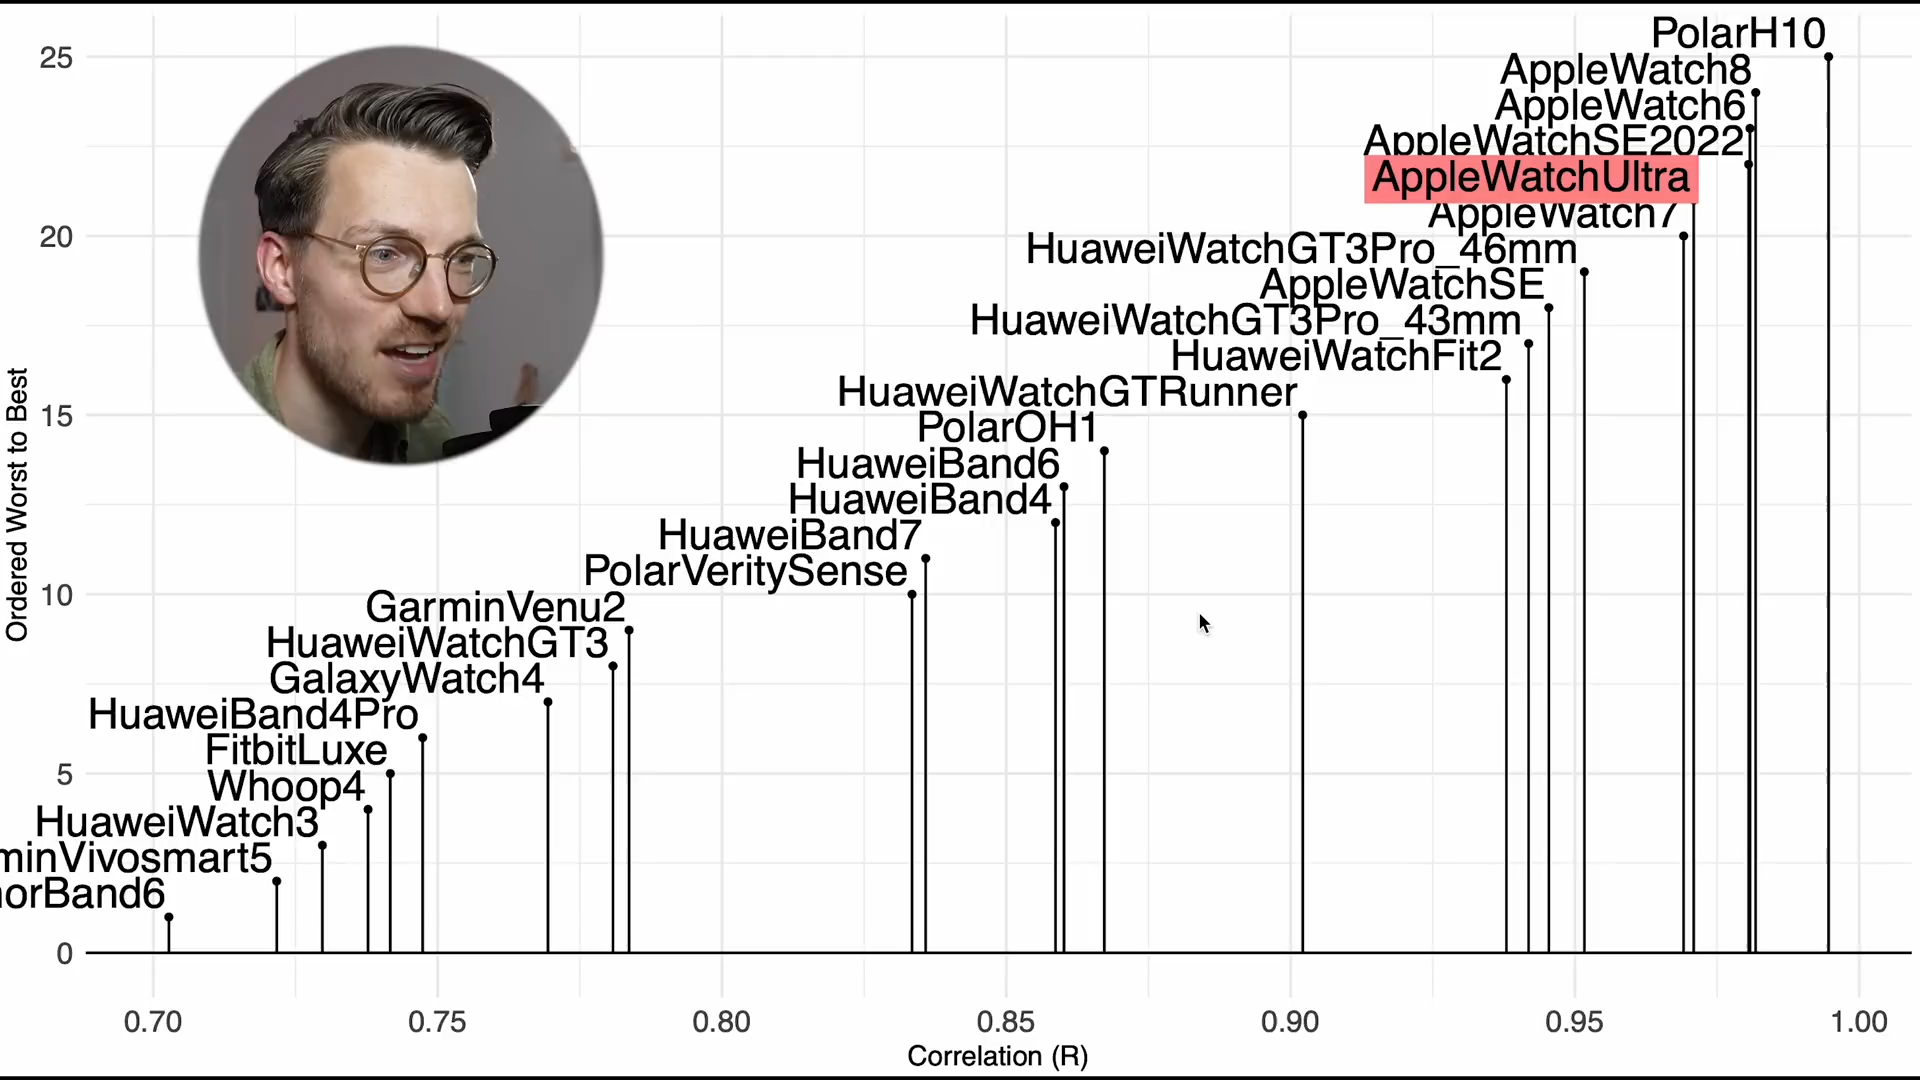 PolarH10
AppleWatch8
AppleWatch6
AppleWatchSE2022
AppleWatchUltra
AppleWatch7
HuaweiWatchGT3Pro_46mm
AppleWatchSE
HuaweiWatchGT3Pro_43mm
HuaweiWatchFit2
HuaweiWatchGTRunner
PolarOH1
HuaweiBand6
HuaweiBand4
HuaweiBand7
PolarVeritySense
GarminVenu2
HuaweiWatchGT3
GalaxyWatch4
HuaweiBand4Pro
FitbitLuxe
Whoop4
HuaweiWatch3
minVivosmart5
orBand6
25
20
15
10
5
0
Ordered Worst to Best
0.70 0.75 0.80 0.85 0.90 0.95 1.00
Correlation (R)